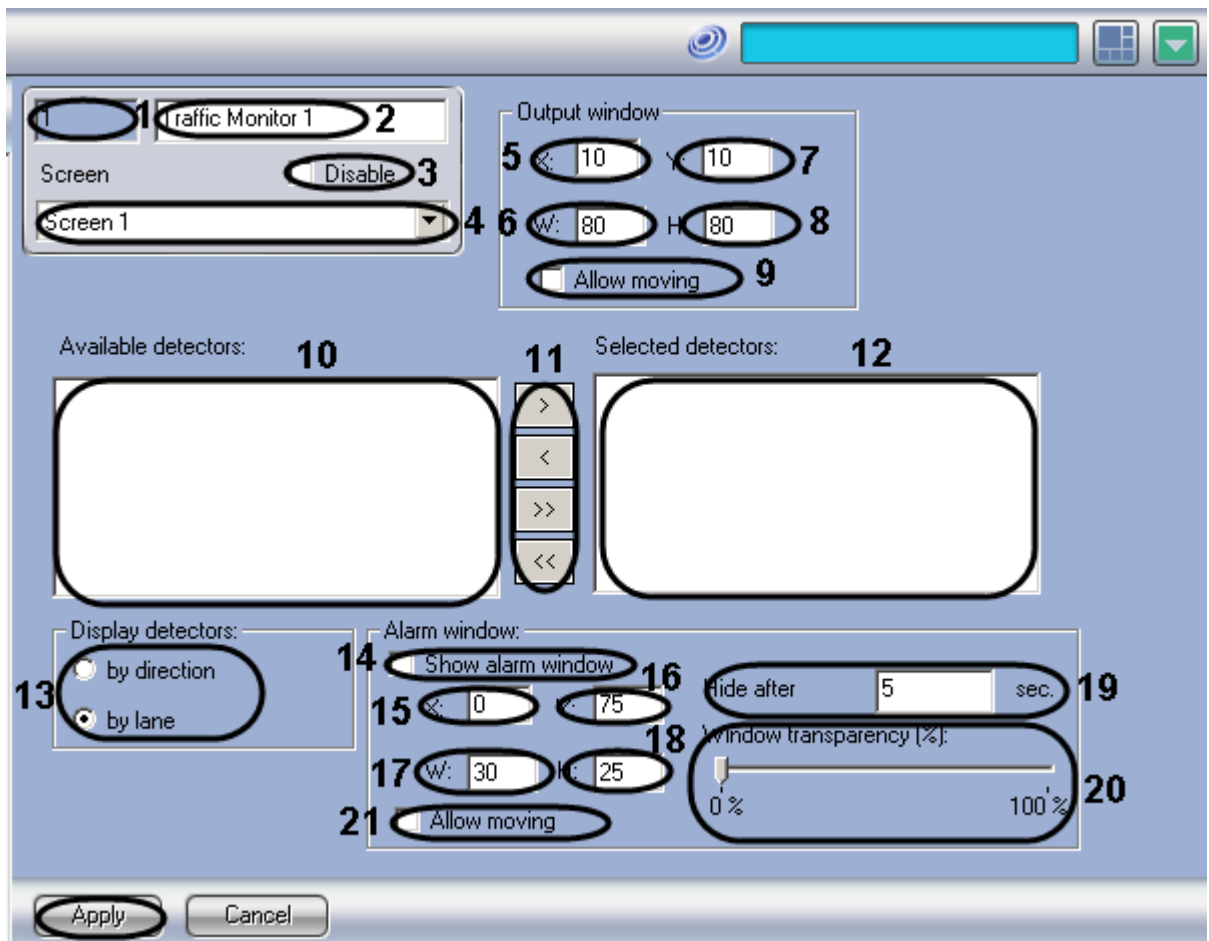 1 1 Traffic Monitor 1 2
Screen Disable 3
Screen 1 4
Output window
5 X: 10 Y: 10 7
6 W: 80 H: 80 8
Allow moving 9
Available detectors: 10
11
Selected detectors: 12
>
<
>>
<<
Display detectors:
13
by direction
by lane
Alarm window:
14 Show alarm window
15 X: 0 Y: 75 16
17 W: 30 H: 25 18
21 Allow moving
Hide after 5 sec. 19
Window transparency (%):
0 % 100 % 20
Apply Cancel